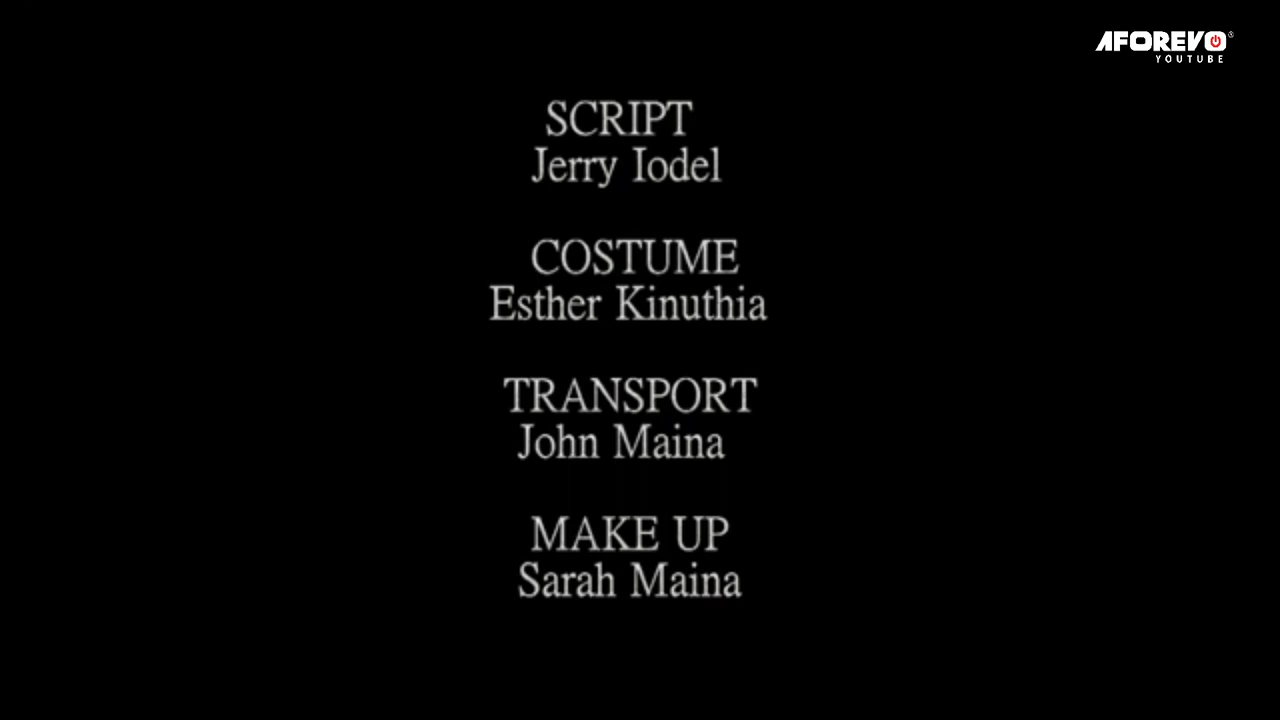 AFOREVO
YOUTUBE
SCRIPT
Jerry Iodel
COSTUME
Esther Kinuthia
TRANSPORT
John Maina
MAKE UP
Sarah Maina